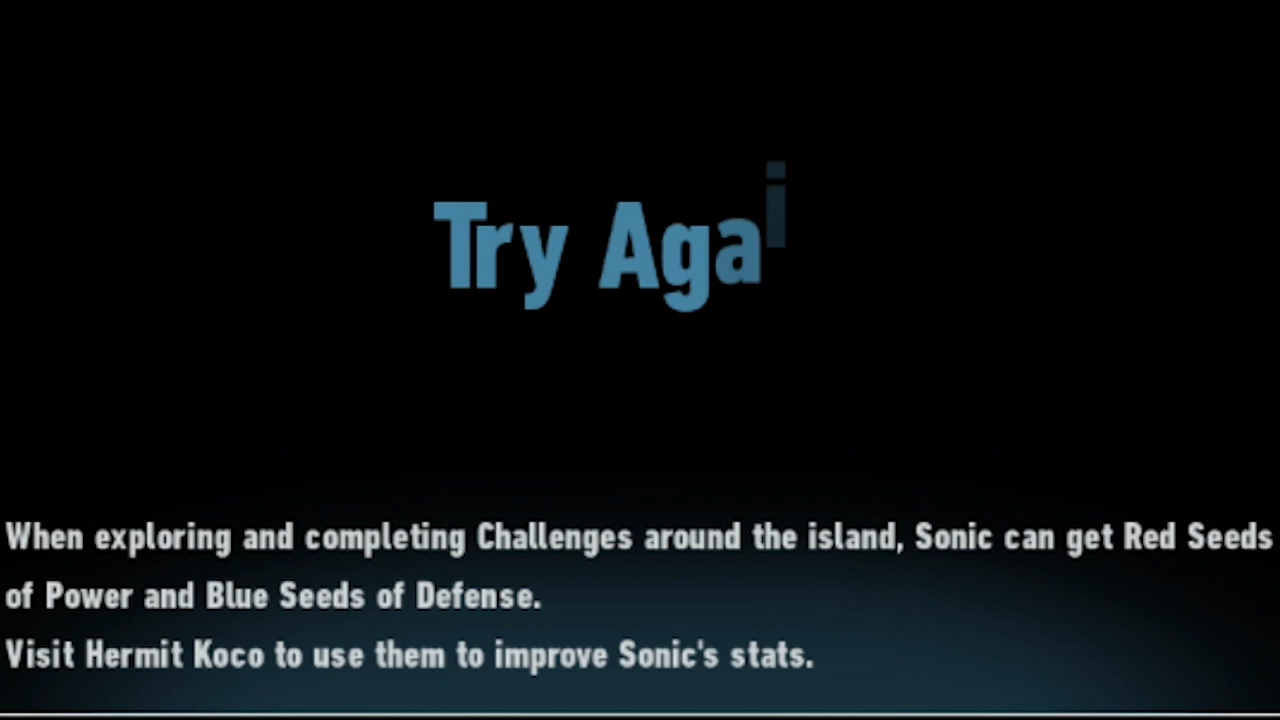 Try Agai
When exploring and completing Challenges around the island, Sonic can get Red Seeds
of Power and Blue Seeds of Defense.
Visit Hermit Koco to use them to improve Sonic's stats.